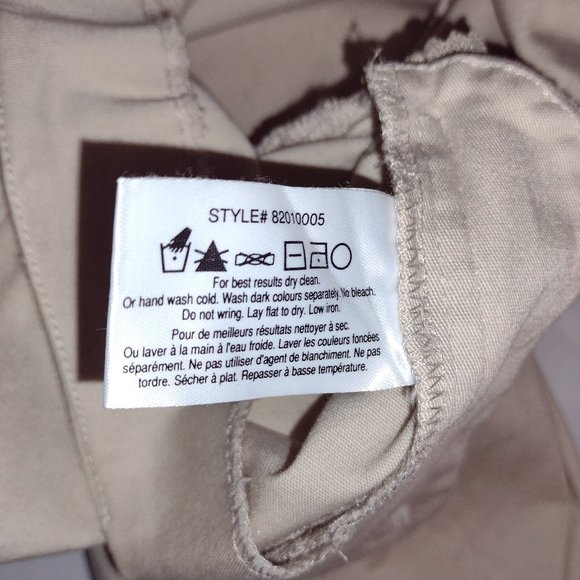 STYLE# 82010005
For best results dry clean.
Or hand wash cold. Wash dark colours separately. No bleach.
Do not wring. Lay flat to dry. Low iron.
Pour de meilleurs résultats nettoyer à sec.
Ou laver à la main à l'eau froide. Laver les couleurs foncées
séparément. Ne pas utiliser d'agent de blanchiment. Ne pas
tordre. Sécher à plat. Repasser à basse température.